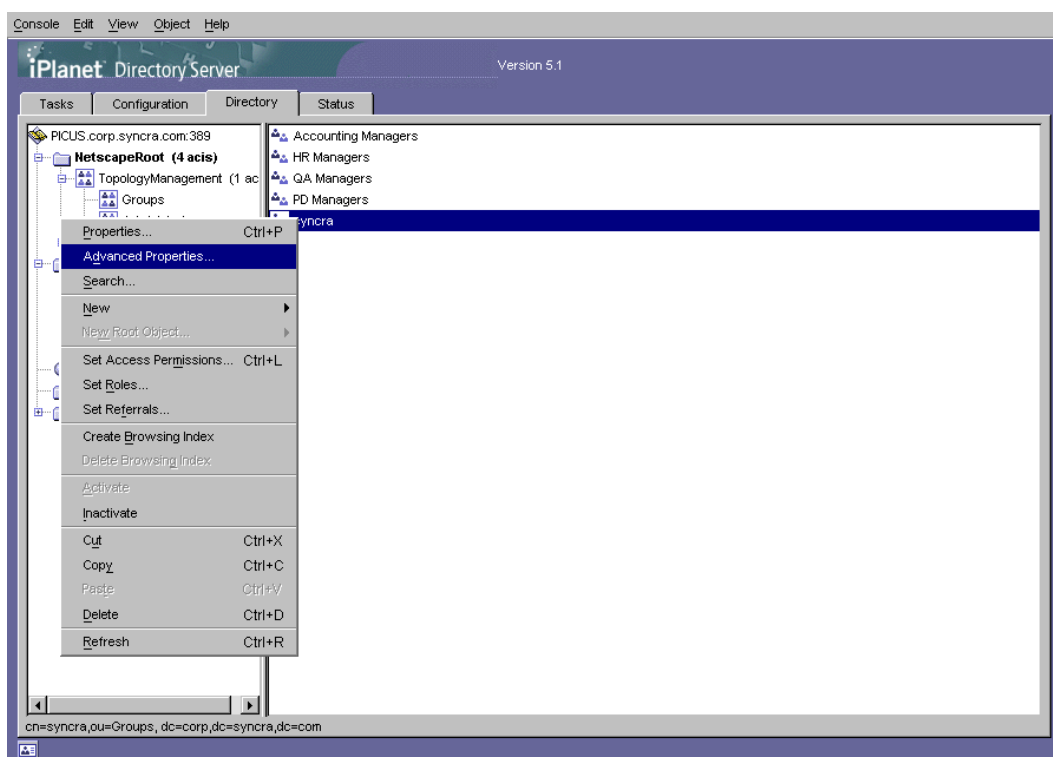 Console Edit View Object Help
iPlanet Directory Server
Version 5.1
Tasks Configuration Directory Status
PICUS.corp.syncra.com:389
NetscapeRoot (4 acis)
TopologyManagement (1 ac
Groups
Accounting Managers
HR Managers
QA Managers
PD Managers
syncra
Properties... Ctrl+P
Advanced Properties...
Search...
New
New Root Object...
Set Access Permissions... Ctrl+L
Set Roles...
Set Referrals...
Create Browsing Index
Delete Browsing Index
Activate
Inactivate
Cut Ctrl+X
Copy Ctrl+C
Paste Ctrl+V
Delete Ctrl+D
Refresh Ctrl+R
cn=syncra,ou=Groups, dc=corp,dc=syncra,dc=com